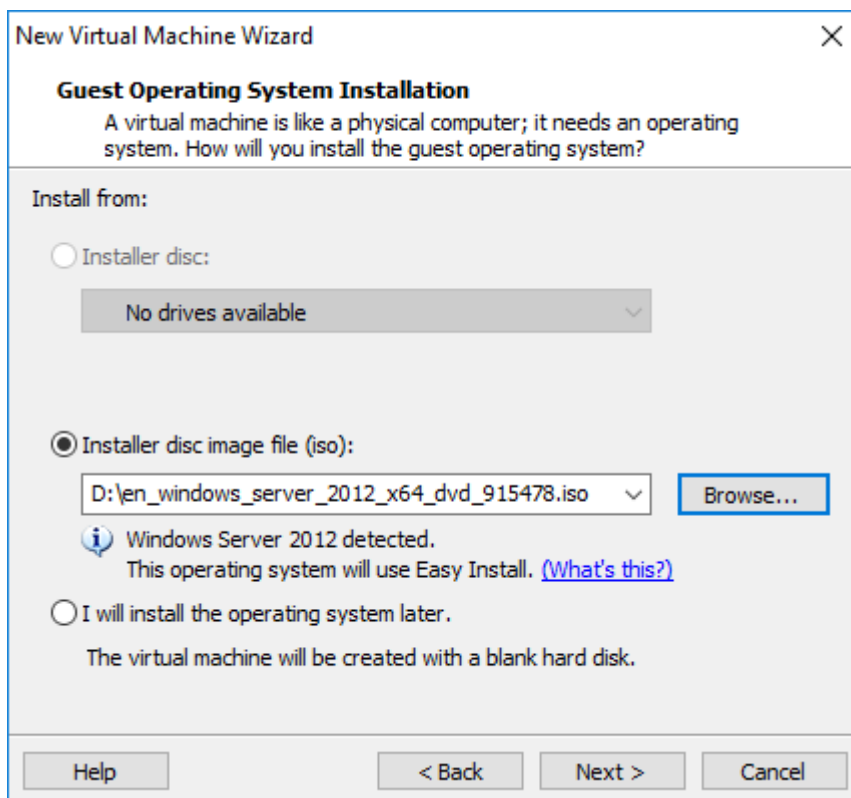 New Virtual Machine Wizard
Guest Operating System Installation
A virtual machine is like a physical computer; it needs an operating
system. How will you install the guest operating system?
Install from:
Installer disc:
No drives available
Installer disc image file (iso):
D:\en_windows_server_2012_x64_dvd_915478.iso
Browse...
Windows Server 2012 detected.
This operating system will use Easy Install. (What's this?)
I will install the operating system later.
The virtual machine will be created with a blank hard disk.
Help < Back Next > Cancel